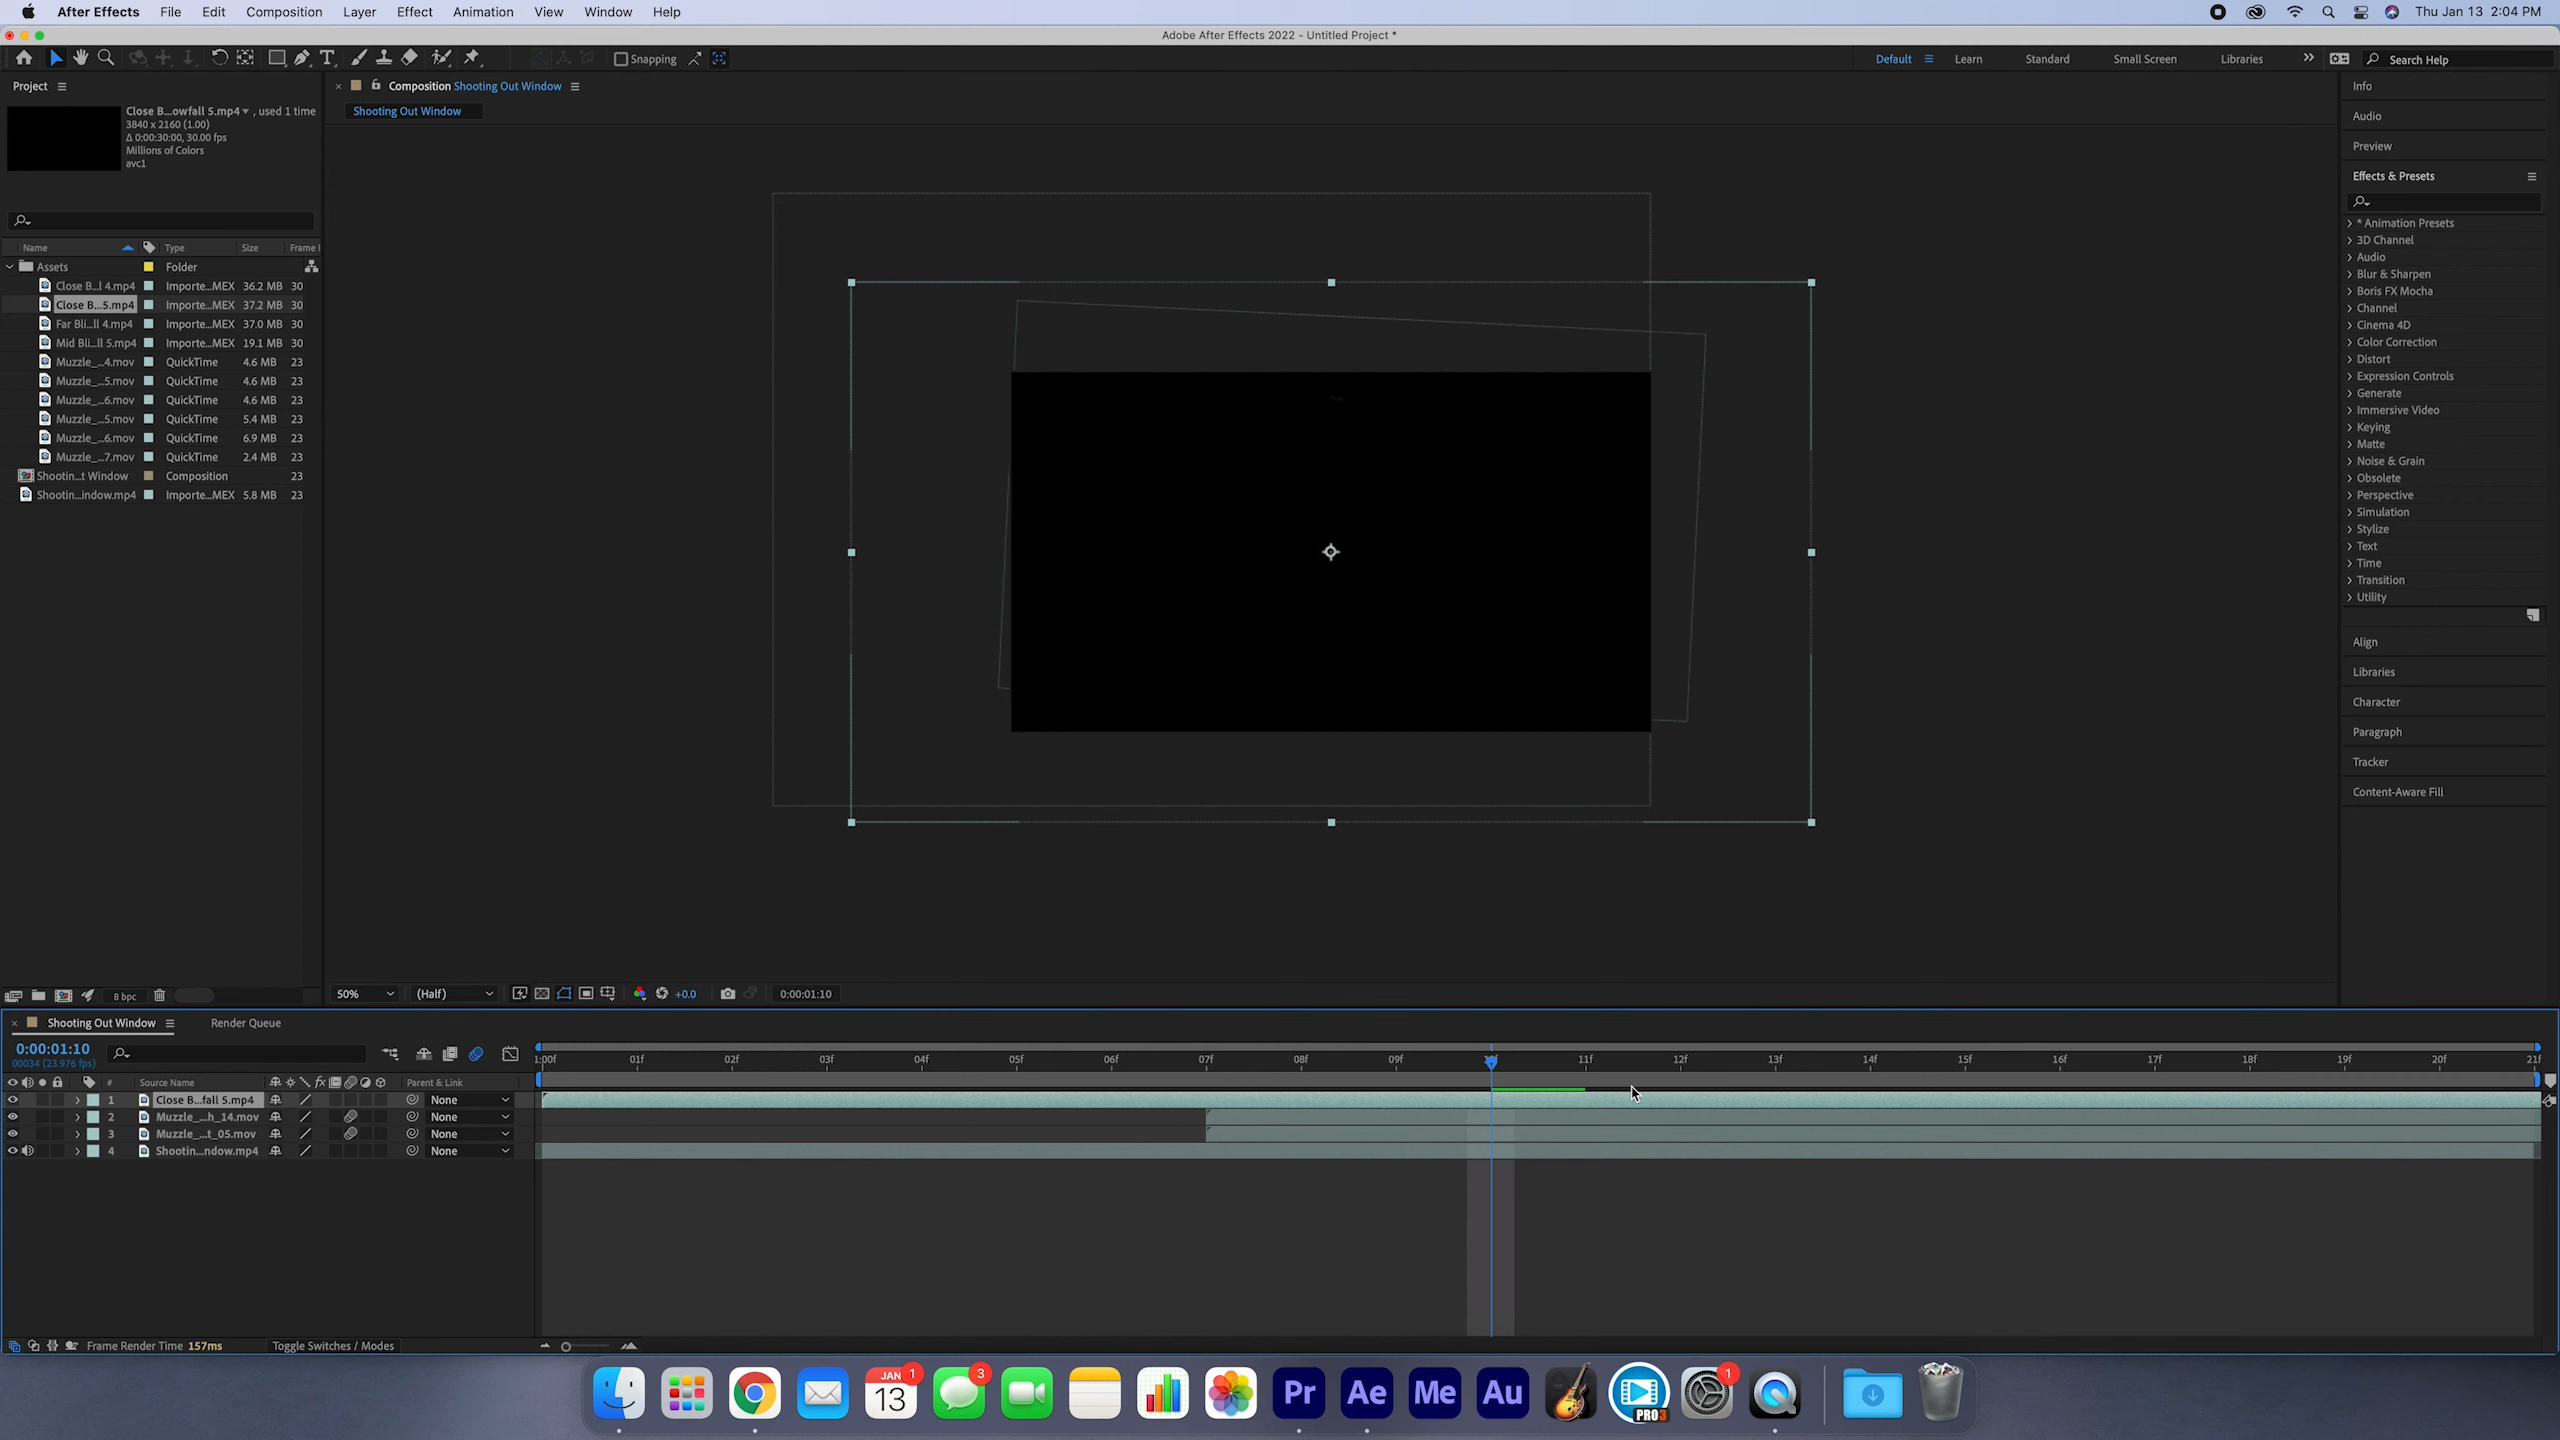 After Effects File Edit Composition Layer Effect Animation View Window Help Thu Jan 13 2:04 PM
Adobe After Effects 2022 - Untitled Project *
Snapping Default Learn Standard Small Screen Libraries Search Help
Project
Close B...owfall 5.mp4 , used 1 time
3840 x 2160 (1.00)
Δ 0:00:30:00, 30.00 fps
Millions of Colors
avc1
Name Type Size Frame
Assets Folder
Close B...l 4.mp4 Importe...MEX 36.2 MB 30
Close B...5.mp4 Importe...MEX 37.2 MB 30
Far Bli...ll 4.mp4 Importe...MEX 37.0 MB 30
Mid Bli...ll 5.mp4 Importe...MEX 19.1 MB 30
Muzzle_...4.mov QuickTime 4.6 MB 23
Muzzle_...5.mov QuickTime 4.6 MB 23
Muzzle_...6.mov QuickTime 4.6 MB 23
Muzzle_...5.mov QuickTime 5.4 MB 23
Muzzle_...6.mov QuickTime 6.9 MB 23
Muzzle_...7.mov QuickTime 2.4 MB 23
Shootin...t Window Composition 23
Shootin...indow.mp4 Importe...MEX 5.8 MB 23
8 bpc
Composition Shooting Out Window
Shooting Out Window
50% (Half) +0.0 0:00:01:10
Info
Audio
Preview
Effects & Presets
* Animation Presets
3D Channel
Audio
Blur & Sharpen
Boris FX Mocha
Channel
Cinema 4D
Color Correction
Distort
Expression Controls
Generate
Immersive Video
Keying
Matte
Noise & Grain
Obsolete
Perspective
Simulation
Stylize
Text
Time
Transition
Utility
Align
Libraries
Character
Paragraph
Tracker
Content-Aware Fill
Shooting Out Window Render Queue
0:00:01:10
00034 (23.976 fps)
1:00f 01f 02f 03f 04f 05f 06f 07f 08f 09f 11f 12f 13f 14f 15f 16f 17f 18f 19f 20f 21f
# Source Name fx Parent & Link
1 Close B...fall 5.mp4 None
2 Muzzle_...h_14.mov None
3 Muzzle_...t_05.mov None
4 Shootin...ndow.mp4 None
Frame Render Time 157ms Toggle Switches / Modes
JAN 13 1 3 Pr Ae Me Au PRO3 1